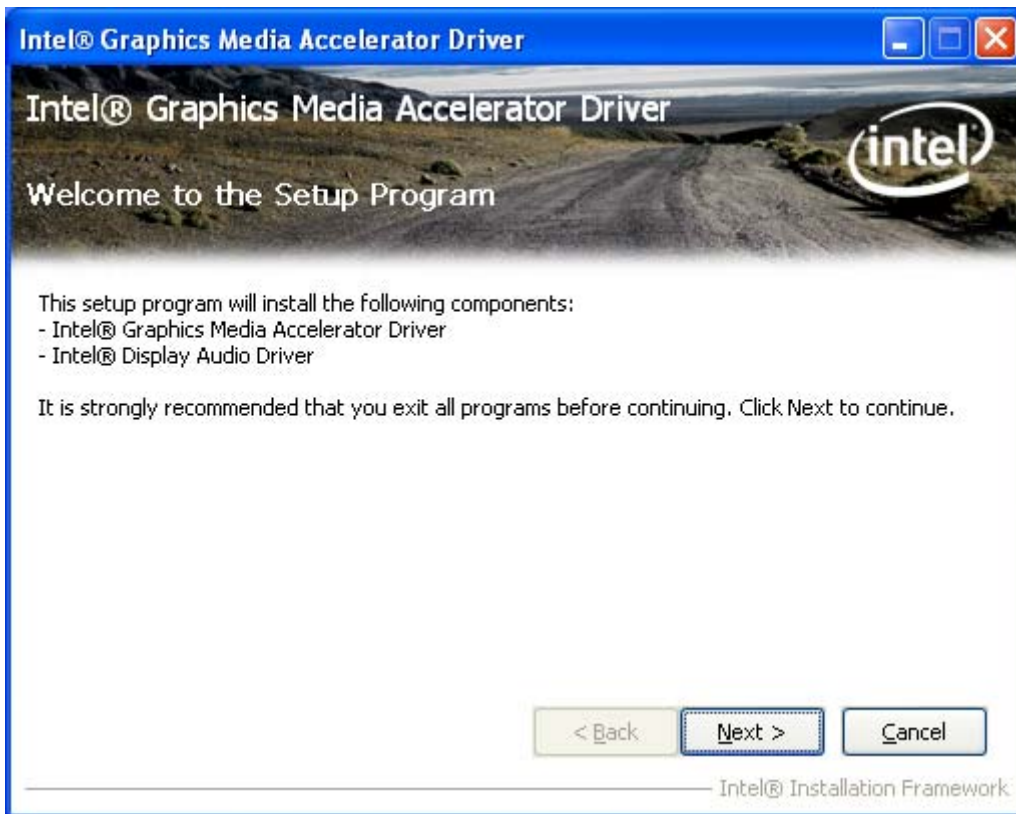 Intel® Graphics Media Accelerator Driver
Intel® Graphics Media Accelerator Driver
intel
Welcome to the Setup Program
This setup program will install the following components:
- Intel® Graphics Media Accelerator Driver
- Intel® Display Audio Driver
It is strongly recommended that you exit all programs before continuing. Click Next to continue.
< Back
Next >
Cancel
Intel® Installation Framework